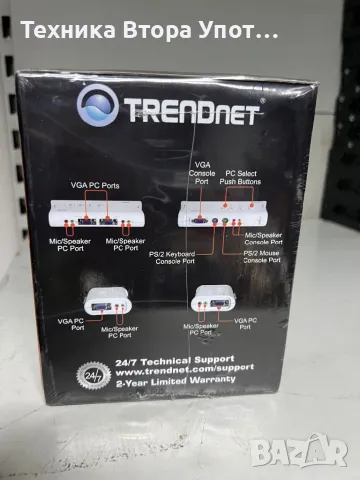 Техника Втора Упот...
TRENDNET
VGA PC Ports
VGA
Console
Port
PC Select
Push Buttons
Mic/Speaker
PC Port
Mic/Speaker
PC Port
PS/2 Keyboard
Console Port
Mic/Speaker
Console Port
PS/2 Mouse
Console Port
VGA
PC Port
Mic/Speaker
PC Port
Mic/Speaker
PC Port
VGA PC
Port
24/7
24/7 Technical Support
www.trendnet.com/support
2-Year Limited Warranty
BAZAR